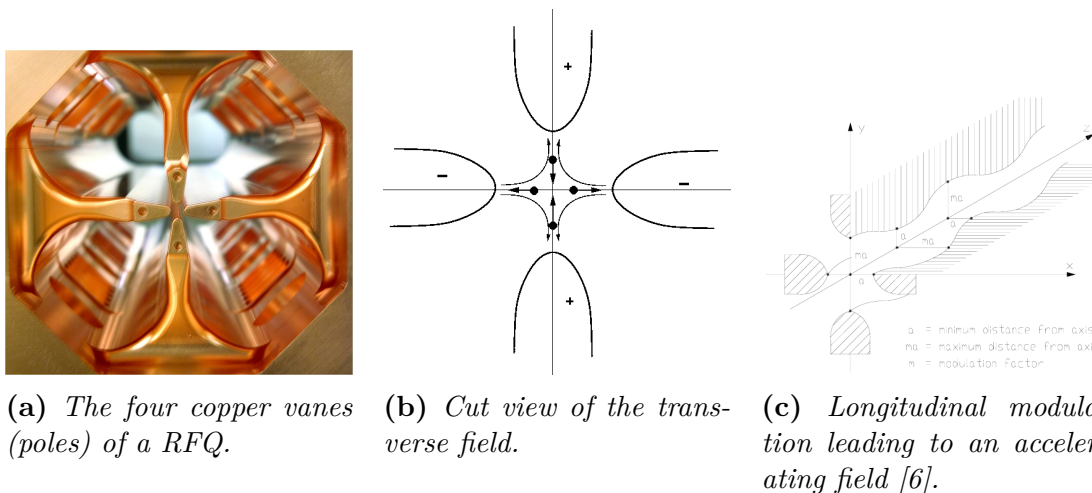 +
−
−
+
y
z
ma
a
a
ma
ma
x
a
a = minimum distance from axis
ma = maximum distance from axi
m = modulation factor
(a) The four copper vanes
(poles) of a RFQ.
(b) Cut view of the trans-
verse field.
(c) Longitudinal modula-
tion leading to an acceler-
ating field [6].